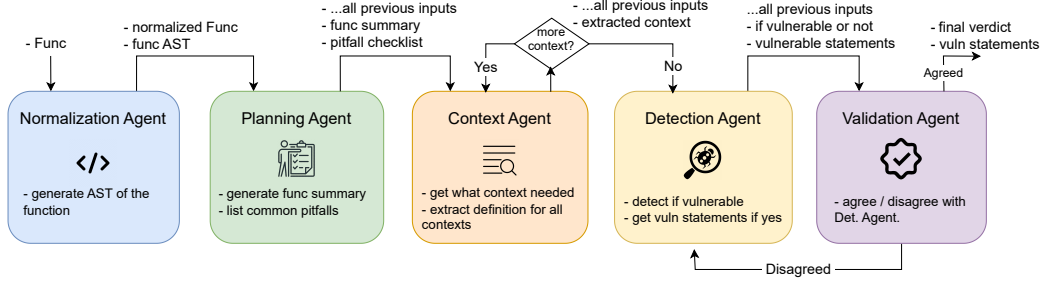 - Func
- normalized Func
- func AST
- ...all previous inputs
- func summary
- pitfall checklist
more
context?
Yes
No
- ...all previous inputs
- extracted context
...all previous inputs
- if vulnerable or not
- vulnerable statements
- final verdict
- vuln statements
Agreed
Normalization Agent
</>
- generate AST of the
function
Planning Agent
- generate func summary
- list common pitfalls
Context Agent
- get what context needed
- extract definition for all
contexts
Detection Agent
- detect if vulnerable
- get vuln statements if yes
Validation Agent
- agree / disagree with
Det. Agent.
Disagreed